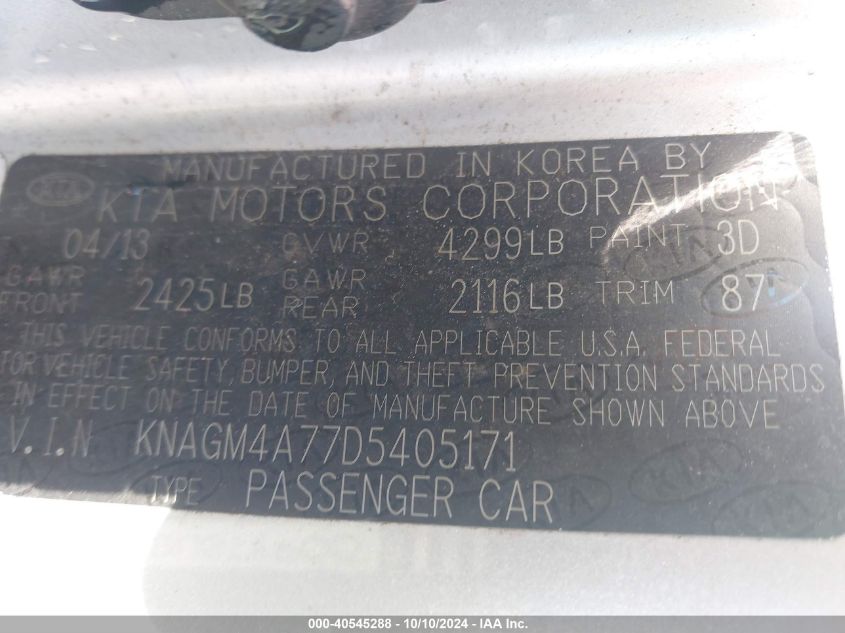 MANUFACTURED IN KOREA BY
KIA KIA MOTORS CORPORATION
04/13 GVWR 4299LB PAINT 3D
GAWR FRONT 2425LB GAWR REAR 2116LB TRIM 87
THIS VEHICLE CONFORMS TO ALL APPLICABLE U.S.A. FEDERAL
MOTOR VEHICLE SAFETY, BUMPER, AND THEFT PREVENTION STANDARDS
IN EFFECT ON THE DATE OF MANUFACTURE SHOWN ABOVE
V.I.N KNAGM4A77D5405171
TYPE PASSENGER CAR
000-40545288 - 10/10/2024 - IAA Inc.